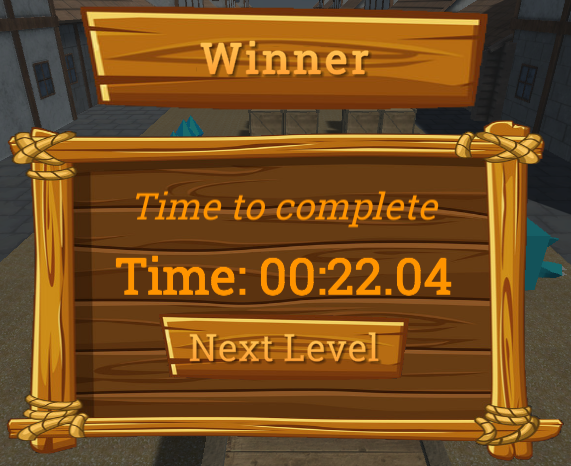 Winner
Time to complete
Time: 00:22.04
Next Level